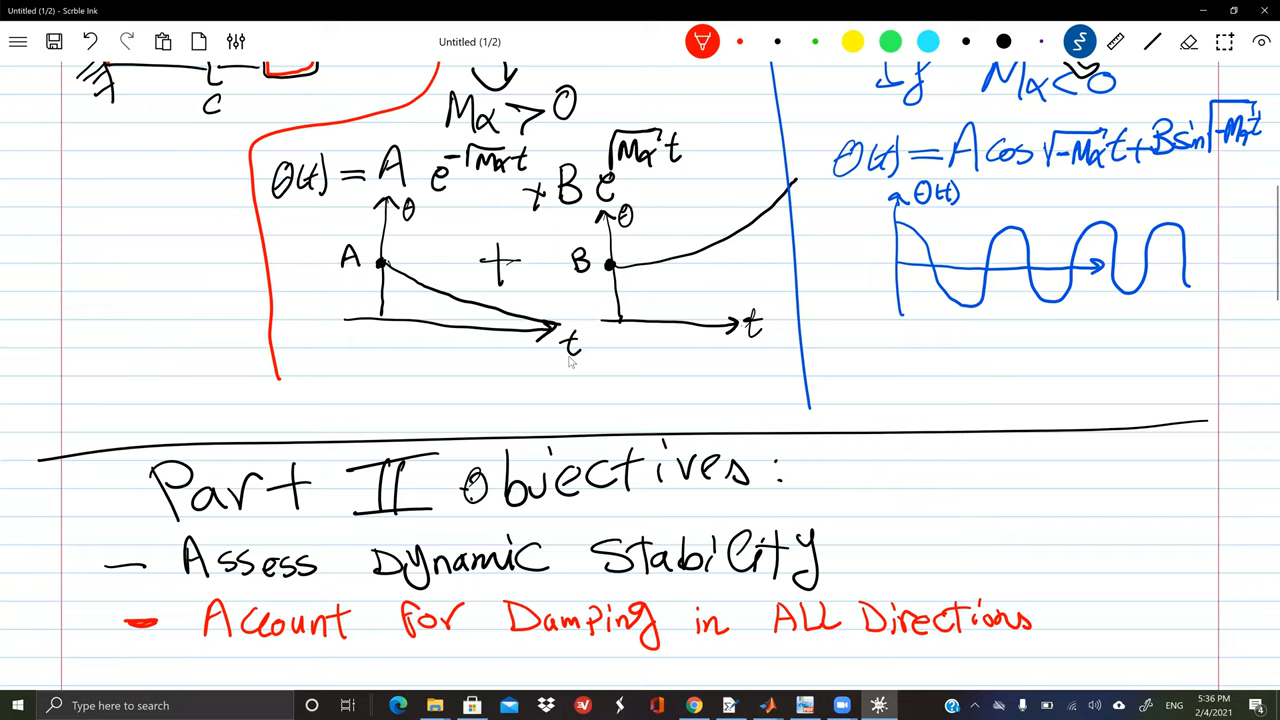 Untitled (1/2) - Scrble Ink
Untitled (1/2)
C
Mα > 0
θ(t) = A e^{-√Mα t} + B e^{√Mα t}
θ
A
+
t
θ
B
t
Mα < 0
θ(t) = A cos √-Mα t + B sin √-Mα t
θ(t)
Part II Objectives:
- Assess Dynamic Stability
- Account for Damping in ALL Directions
Type here to search
5:36 PM
2/4/2021
4